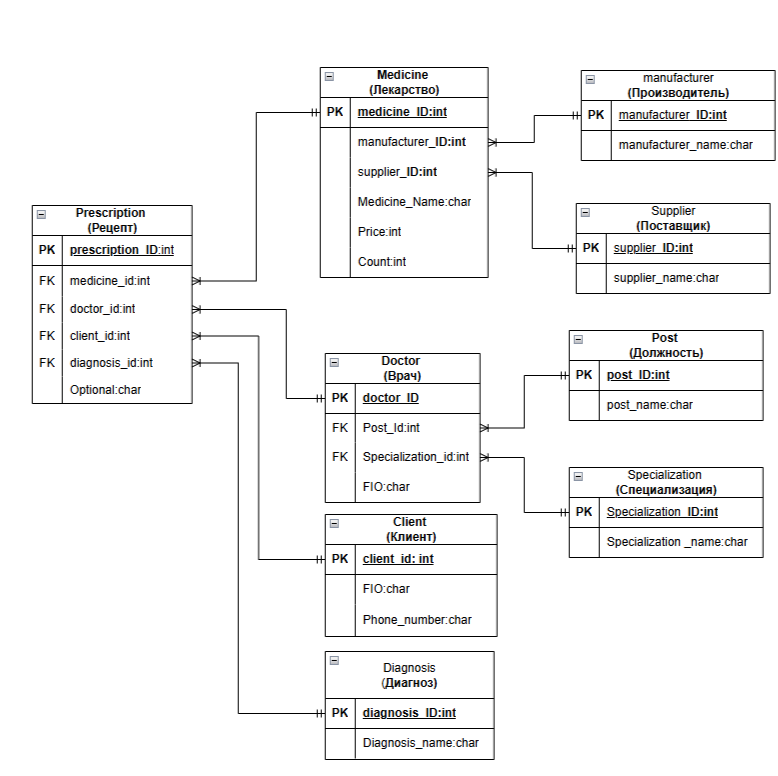 Medicine
(Лекарство)
PK medicine_ID:int
manufacturer_ID:int
supplier_ID:int
Medicine_Name:char
Price:int
Count:int
manufacturer
(Производитель)
PK manufacturer_ID:int
manufacturer_name:char
Supplier
(Поставщик)
PK supplier_ID:int
supplier_name:char
Prescription
(Рецепт)
PK prescription_ID:int
FK medicine_id:int
FK doctor_id:int
FK client_id:int
FK diagnosis_id:int
Optional:char
Doctor
(Врач)
PK doctor_ID
FK Post_Id:int
FK Specialization_id:int
FIO:char
Post
(Должность)
PK post_ID:int
post_name:char
Specialization
(Специализация)
PK Specialization_ID:int
Specialization _name:char
Client
(Клиент)
PK client_id: int
FIO:char
Phone_number:char
Diagnosis
(Диагноз)
PK diagnosis_ID:int
Diagnosis_name:char